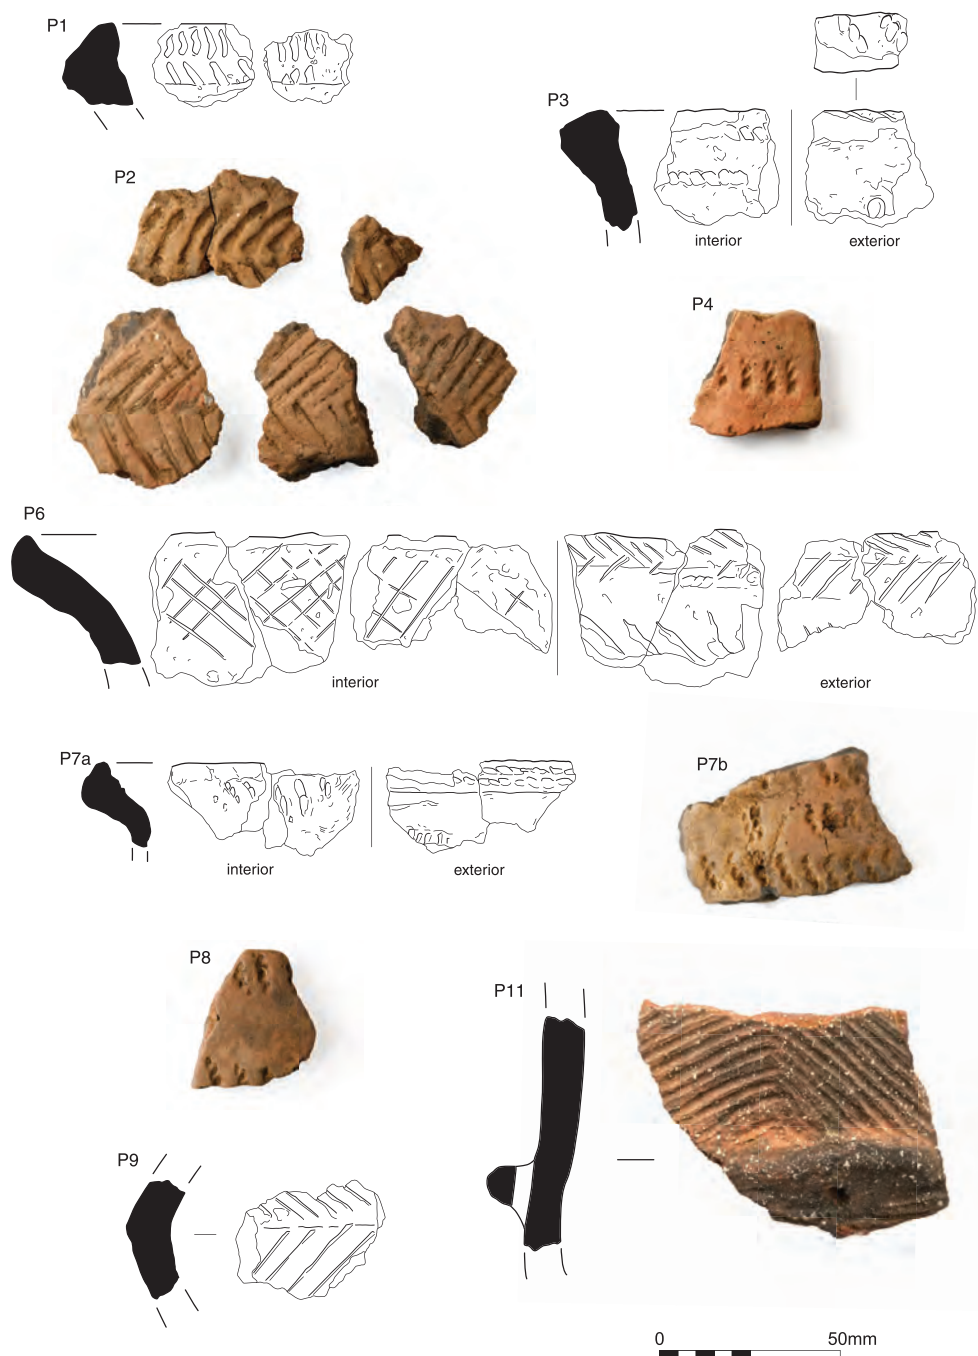 P1
P3
P2
interior
exterior
P4
P6
interior
exterior
P7a
P7b
interior
exterior
P8
P11
P9
0 50mm